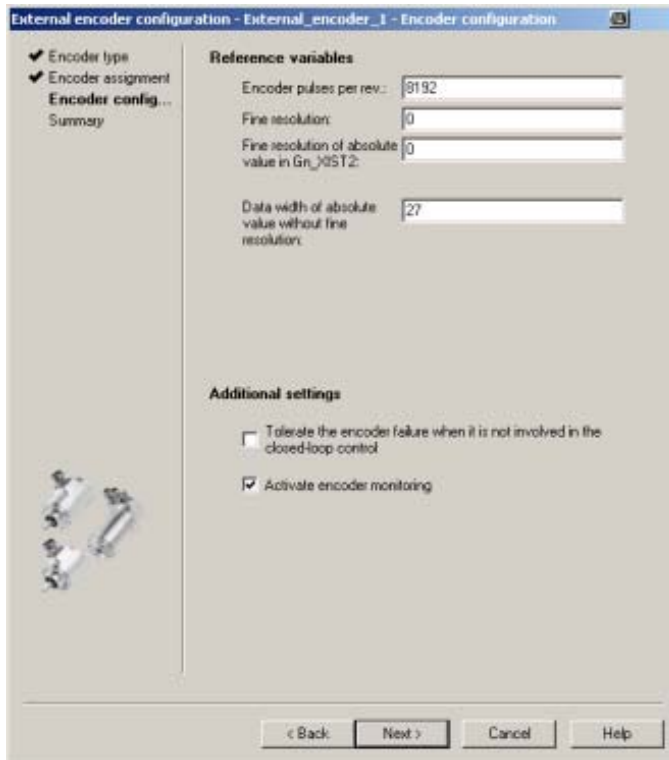 External encoder configuration - External_encoder_1 - Encoder configuration
Encoder type
Encoder assignment
Encoder config...
Summary
Reference variables
Encoder pulses per rev.: 8192
Fine resolution: 0
Fine resolution of absolute 0
value in Gn_XIST2:
Data width of absolute 27
value without fine
resolution:
Additional settings
Tolerate the encoder failure when it is not involved in the
closed-loop control
Activate encoder monitoring
< Back Next > Cancel Help